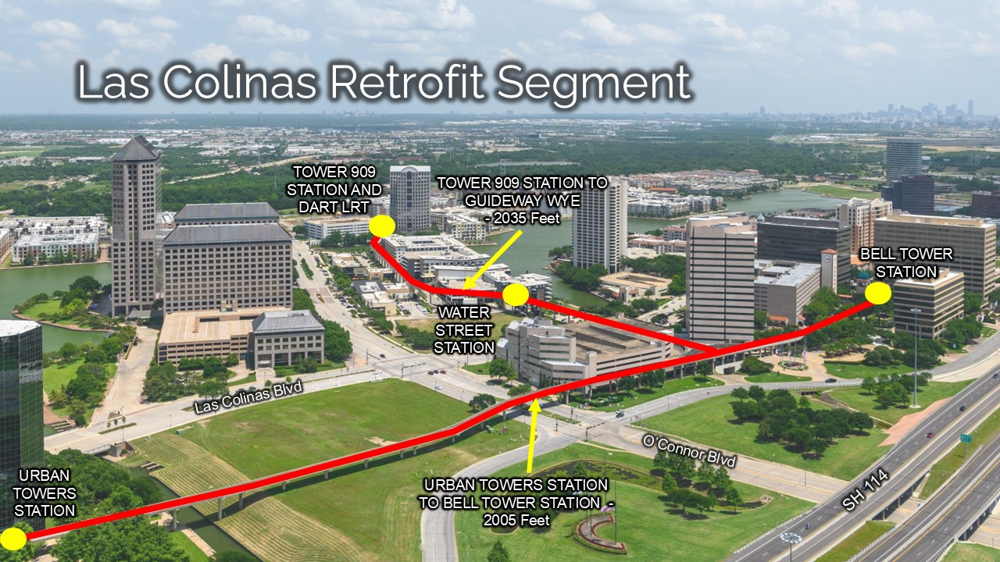 Las Colinas Retrofit Segment
TOWER 909
STATION AND
DART LRT
TOWER 909 STATION TO
GUIDEWAY WYE
- 2035 Feet
BELL TOWER
STATION
WATER
STREET
STATION
Las Colinas Blvd
O'Connor Blvd
URBAN
TOWERS
STATION
URBAN TOWERS STATION
TO BELL TOWER STATION -
2005 Feet
SH 114